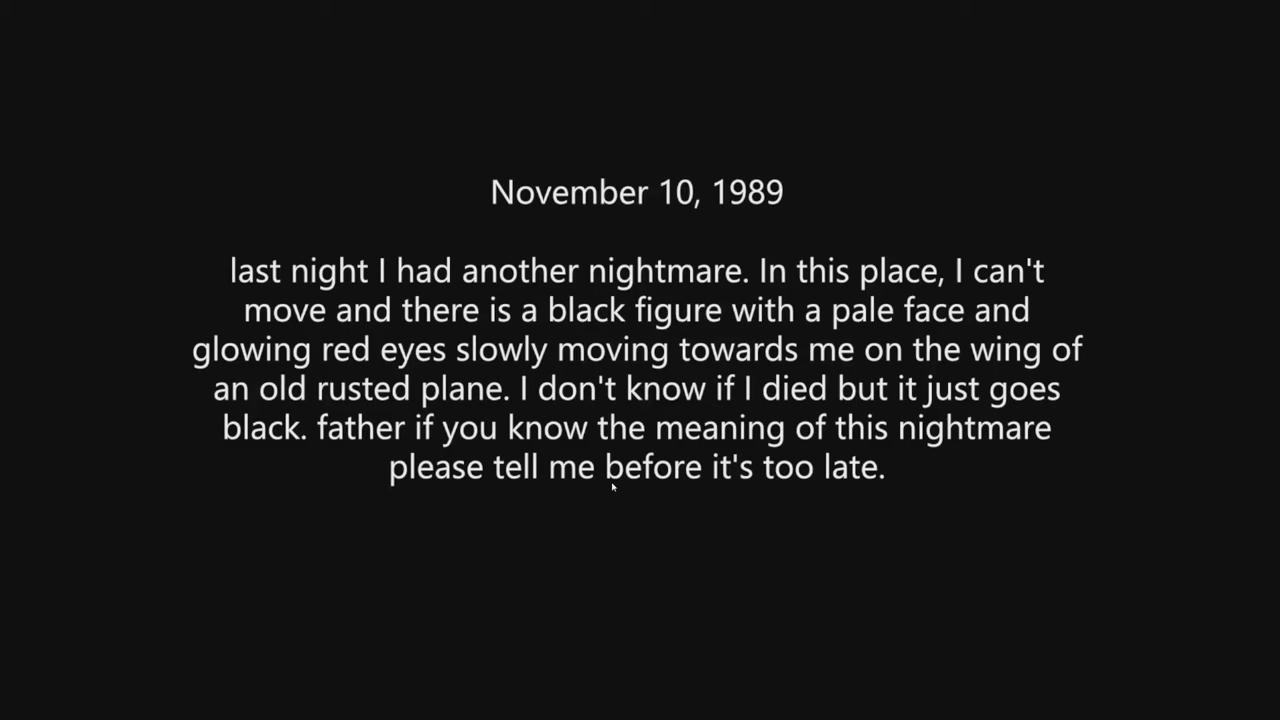 November 10, 1989
last night I had another nightmare. In this place, I can't
move and there is a black figure with a pale face and
glowing red eyes slowly moving towards me on the wing of
an old rusted plane. I don't know if I died but it just goes
black. father if you know the meaning of this nightmare
please tell me before it's too late.